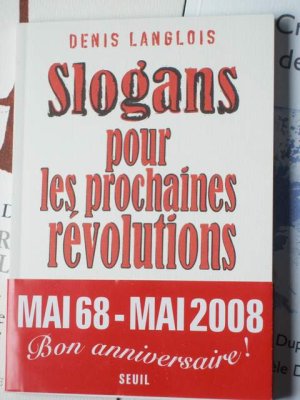 DENIS LANGLOIS
Slogans
pour
les prochaines
révolutions
MAI 68 - MAI 2008
Bon anniversaire!
SEUIL